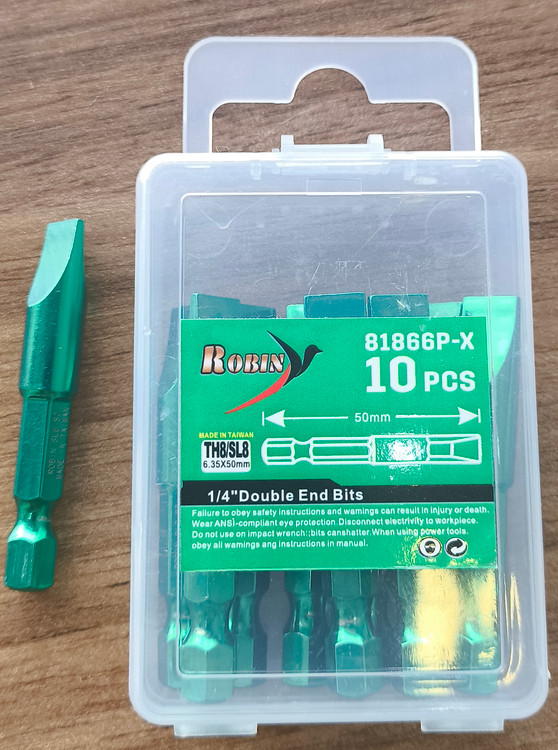 81866P-X
ROBIN
10 PCS
50mm
MADE IN TAIWAN
TH8/SL8
6.35X50mm
1/4"Double End Bits
Failure to obey safety instructions and warnings can result in injury or death.
Wear ANSI-compliant eye protection.Disconnect electrivity to workpiece.
Do not use on impact wrench::bits canshatter.When using power tools.
obey all warnings ang instructions in manual.
ROBIN